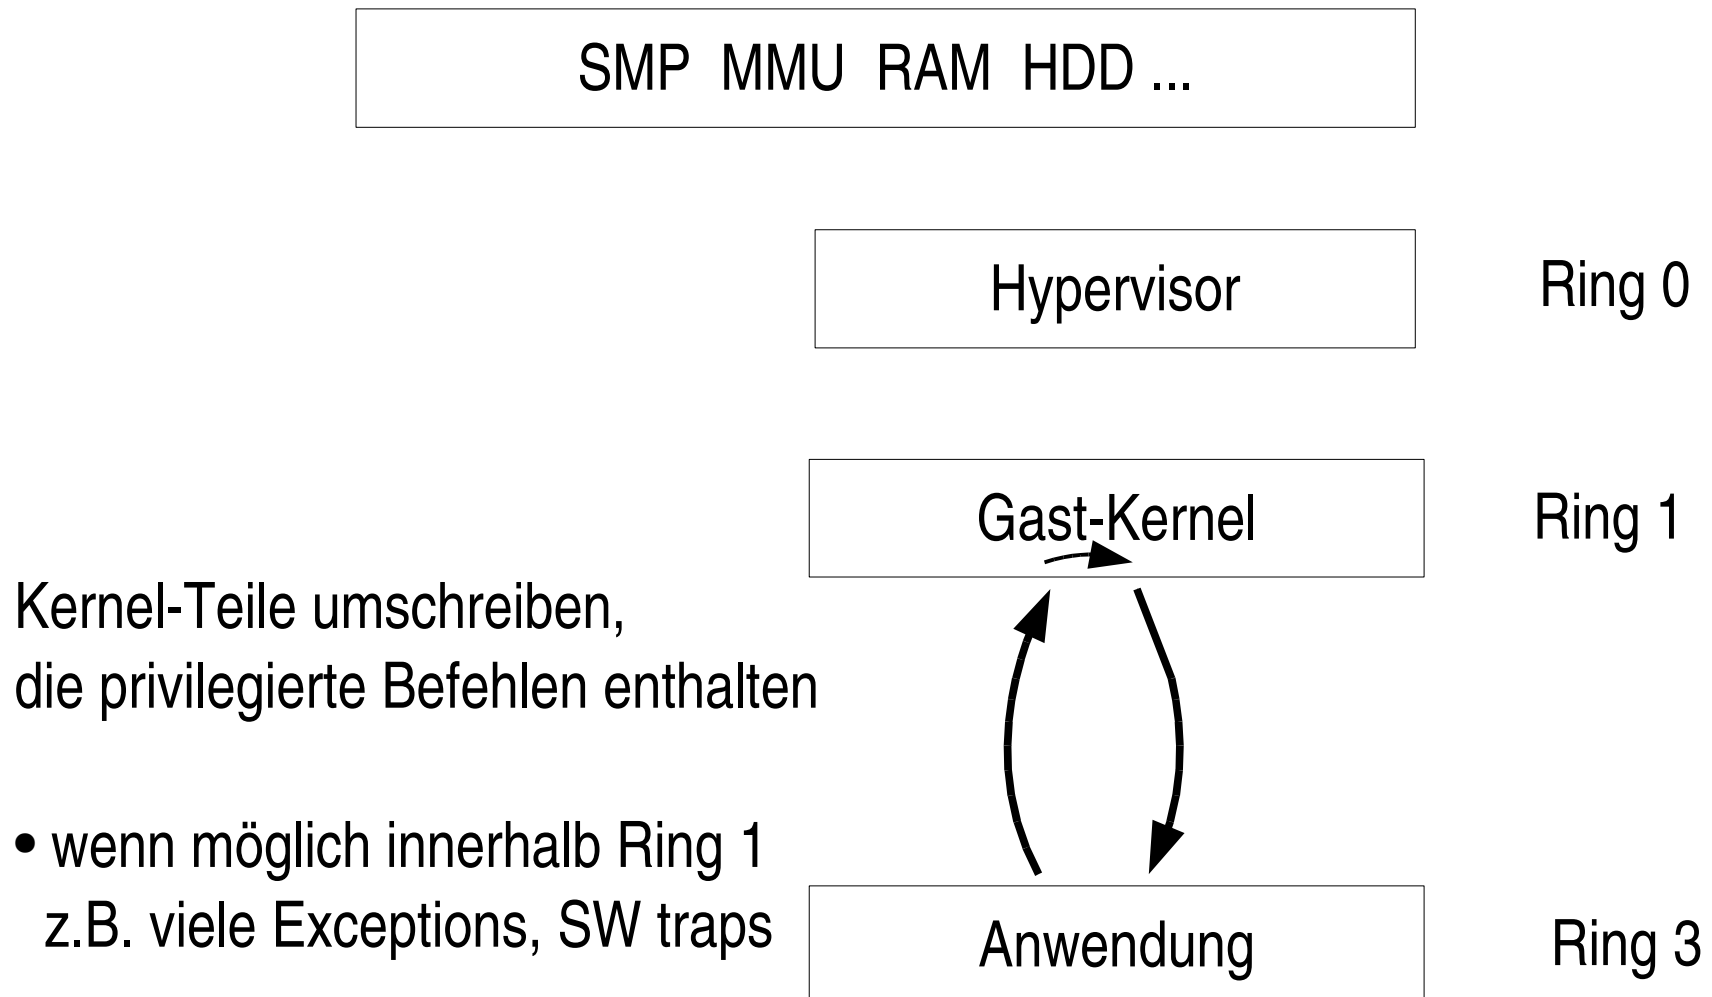 SMP MMU RAM HDD ...
Hypervisor
Ring 0
Gast-Kernel
Ring 1
Kernel-Teile umschreiben,
die privilegierte Befehlen enthalten
• wenn möglich innerhalb Ring 1
z.B. viele Exceptions, SW traps
Anwendung
Ring 3